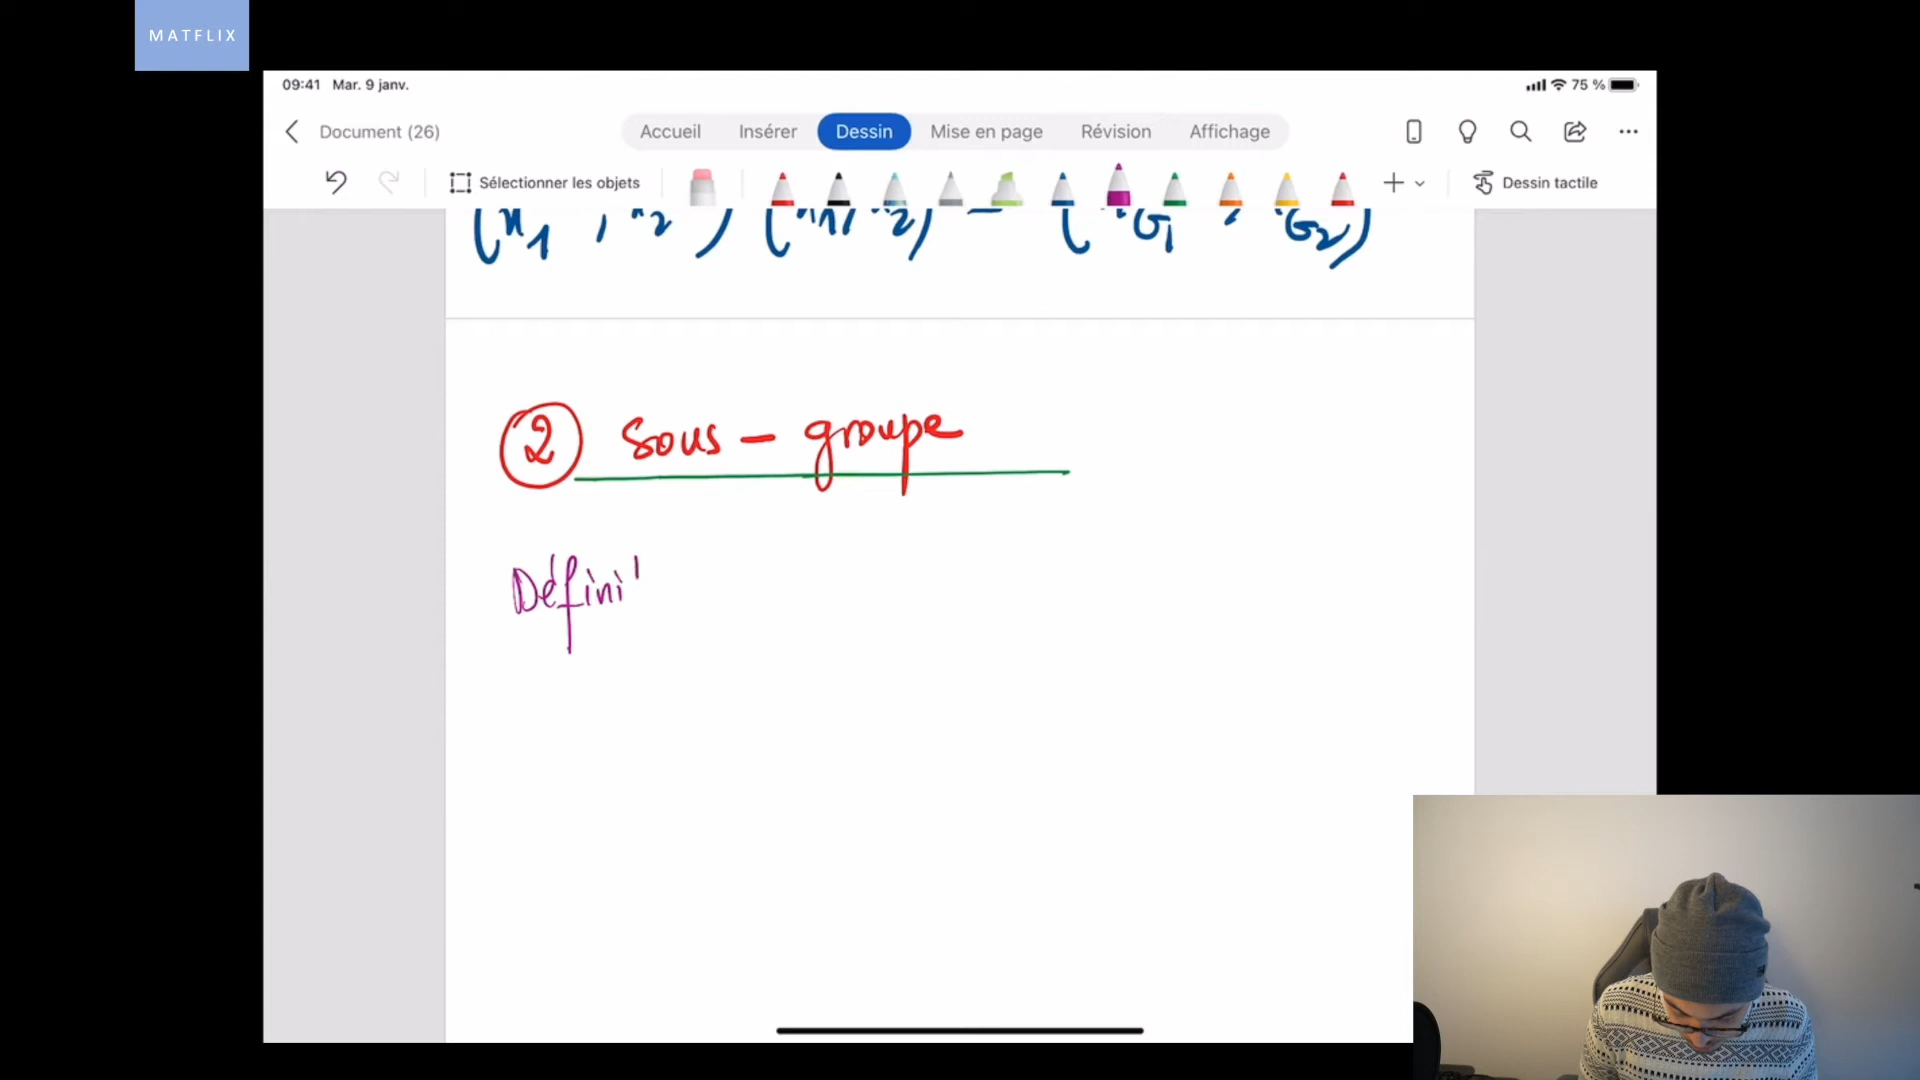 MATFLIX
09:41 Mar. 9 janv. 75 %
Document (26) Accueil Insérer Dessin Mise en page Révision Affichage
Sélectionner les objets Dessin tactile
2 Sous - groupe
Défini